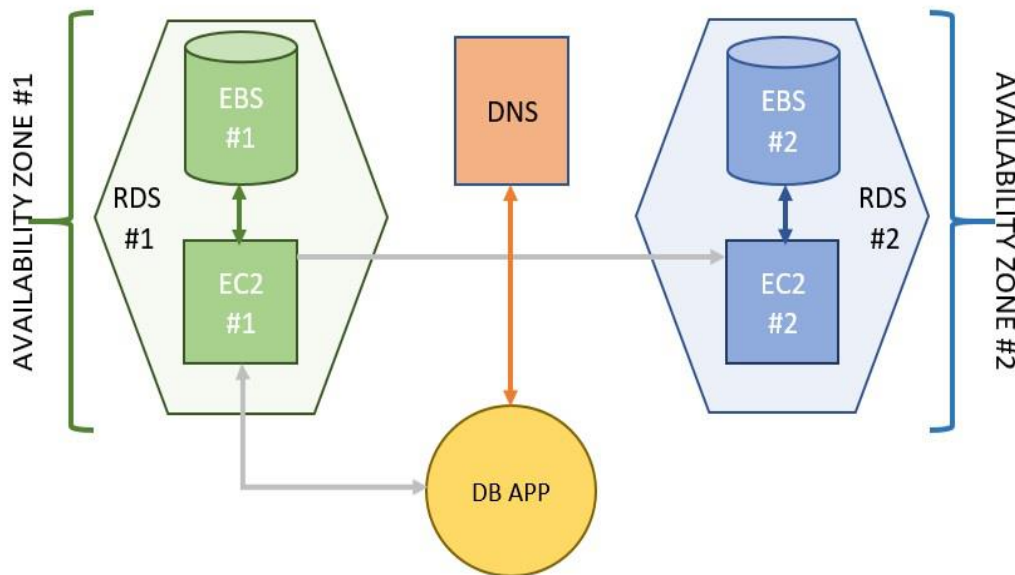 AVAILABILITY ZONE #1
EBS
#1
RDS
#1
EC2
#1
DNS
DB APP
EBS
#2
RDS
#2
EC2
#2
AVAILABILITY ZONE #2